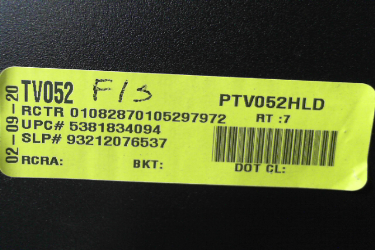 02-09-20
TV052 F/S PTV052HLD
RCTR 01082870105297972 RT :7
UPC# 5381834094
SLP# 93212076537
RCRA: BKT: DOT CL: